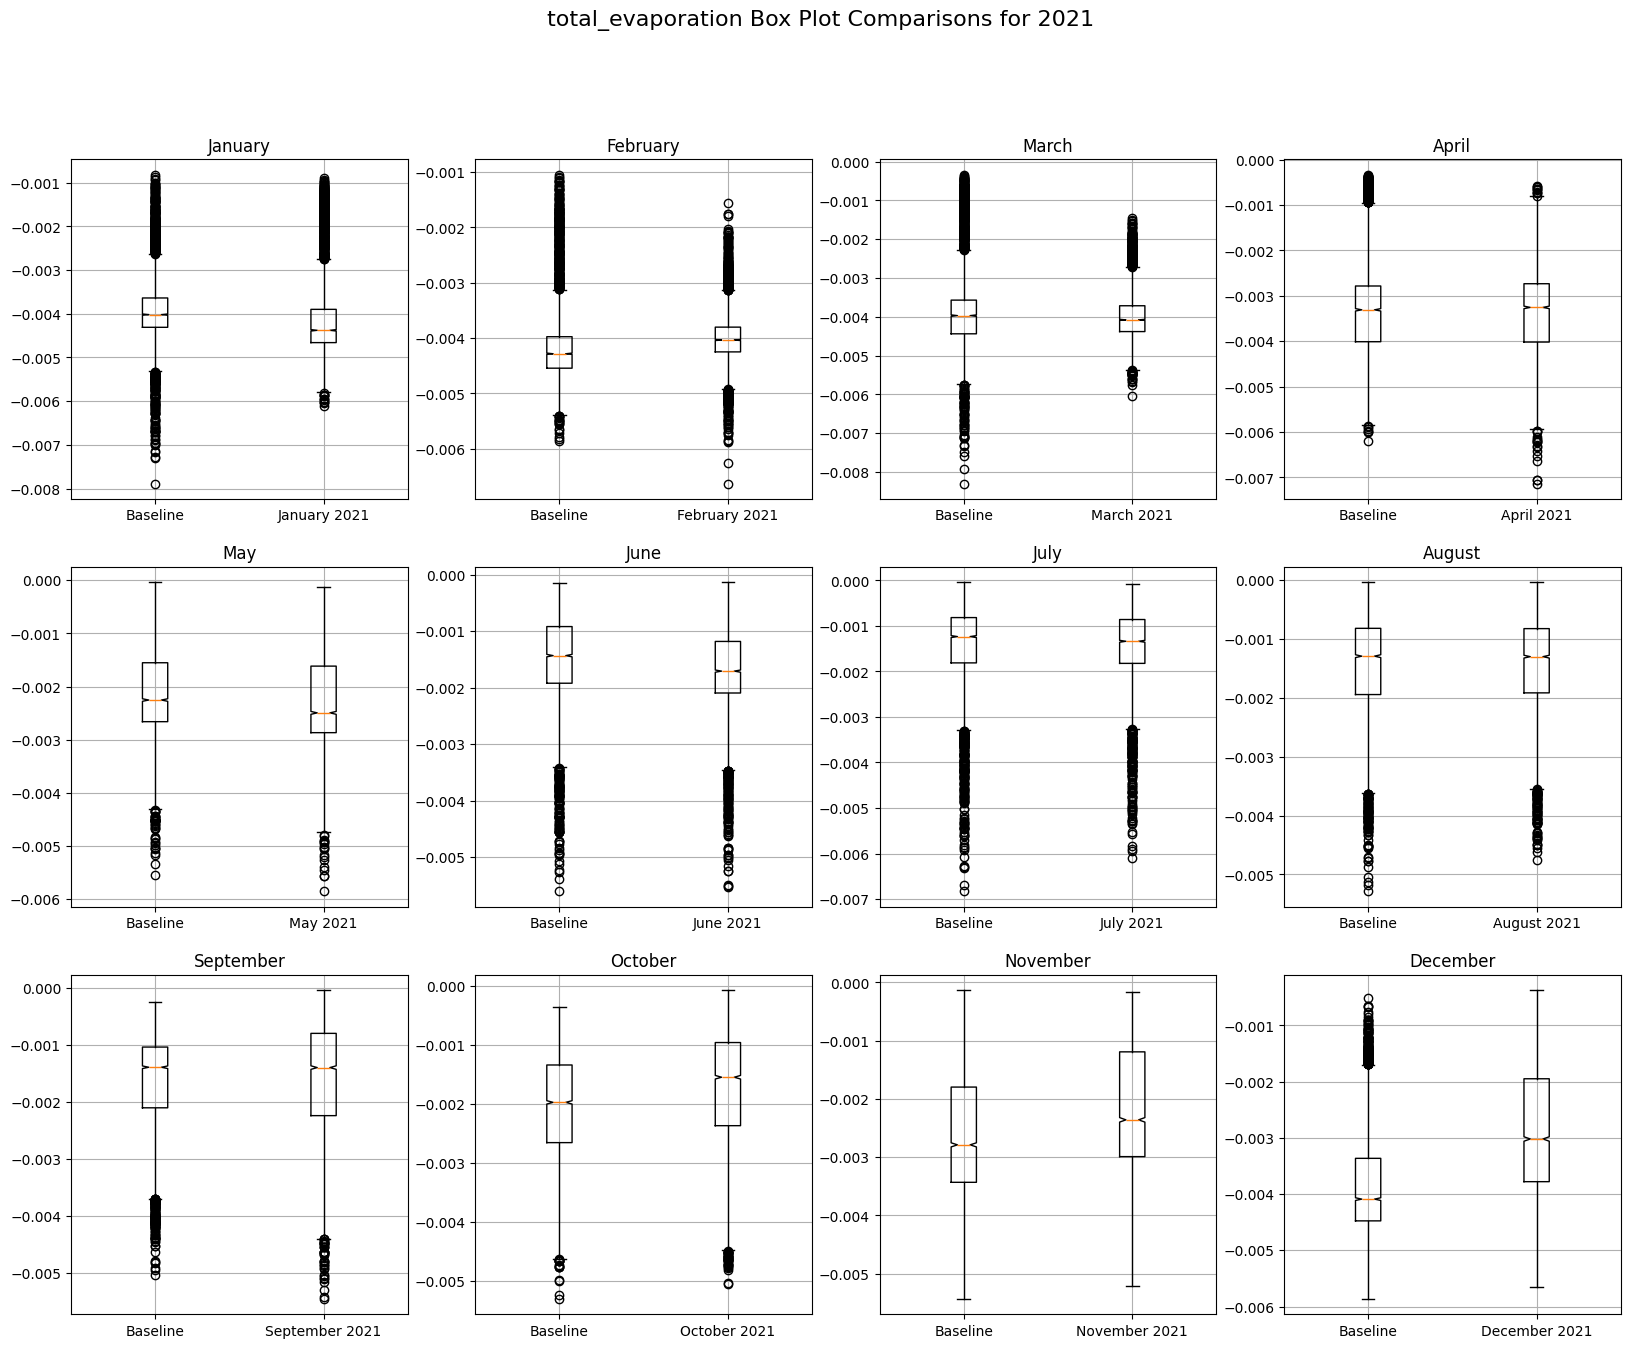 total_evaporation Box Plot Comparisons for 2021
January
−0.001
−0.002
−0.003
−0.004
−0.005
−0.006
−0.007
−0.008
Baseline
January 2021
February
−0.001
−0.002
−0.003
−0.004
−0.005
−0.006
Baseline
February 2021
March
0.000
−0.001
−0.002
−0.003
−0.004
−0.005
−0.006
−0.007
−0.008
Baseline
March 2021
April
0.000
−0.001
−0.002
−0.003
−0.004
−0.005
−0.006
−0.007
Baseline
April 2021
May
0.000
−0.001
−0.002
−0.003
−0.004
−0.005
−0.006
Baseline
May 2021
June
0.000
−0.001
−0.002
−0.003
−0.004
−0.005
Baseline
June 2021
July
0.000
−0.001
−0.002
−0.003
−0.004
−0.005
−0.006
−0.007
Baseline
July 2021
August
0.000
−0.001
−0.002
−0.003
−0.004
−0.005
Baseline
August 2021
September
0.000
−0.001
−0.002
−0.003
−0.004
−0.005
Baseline
September 2021
October
0.000
−0.001
−0.002
−0.003
−0.004
−0.005
Baseline
October 2021
November
0.000
−0.001
−0.002
−0.003
−0.004
−0.005
Baseline
November 2021
December
−0.001
−0.002
−0.003
−0.004
−0.005
−0.006
Baseline
December 2021